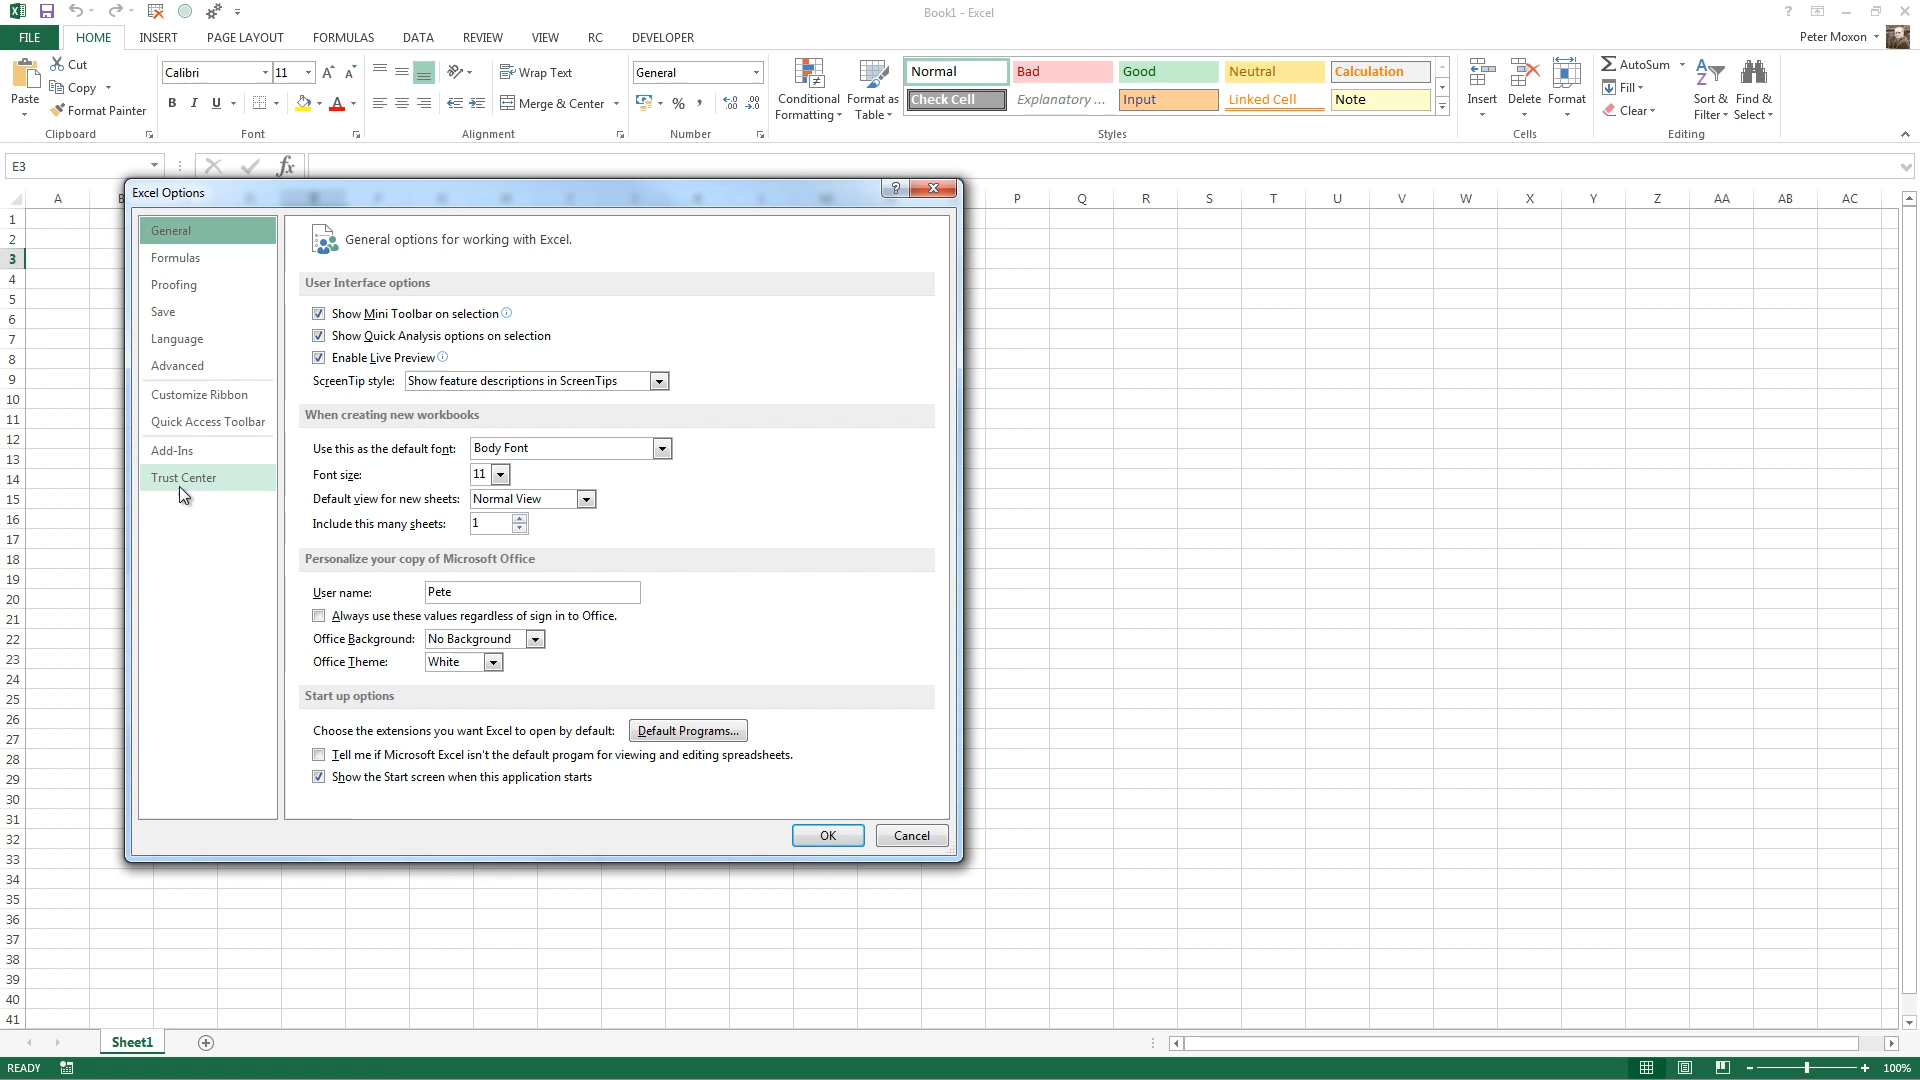 Book1 - Excel
FILE HOME INSERT PAGE LAYOUT FORMULAS DATA REVIEW VIEW RC DEVELOPER
Peter Moxon
Paste
Cut
Copy
Format Painter
Clipboard
Calibri 11
B I U
Font
Wrap Text
Merge & Center
Alignment
General
%
Number
Conditional Formatting
Format as Table
Normal Bad Good Neutral Calculation
Check Cell Explanatory ... Input Linked Cell Note
Styles
Insert Delete Format
Cells
AutoSum
Fill
Clear
Sort & Filter
Find & Select
Editing
E3
fx
A B P Q R S T U V W X Y Z AA AB AC
1
2
3
4
5
6
7
8
9
10
11
12
13
14
15
16
17
18
19
20
21
22
23
24
25
26
27
28
29
30
31
32
33
34
35
36
37
38
39
40
41
Excel Options
General
Formulas
Proofing
Save
Language
Advanced
Customize Ribbon
Quick Access Toolbar
Add-Ins
Trust Center
General options for working with Excel.
User Interface options
Show Mini Toolbar on selection
Show Quick Analysis options on selection
Enable Live Preview
ScreenTip style: Show feature descriptions in ScreenTips
When creating new workbooks
Use this as the default font: Body Font
Font size: 11
Default view for new sheets: Normal View
Include this many sheets: 1
Personalize your copy of Microsoft Office
User name: Pete
Always use these values regardless of sign in to Office.
Office Background: No Background
Office Theme: White
Start up options
Choose the extensions you want Excel to open by default: Default Programs...
Tell me if Microsoft Excel isn't the default progam for viewing and editing spreadsheets.
Show the Start screen when this application starts
OK Cancel
Sheet1
READY
100%